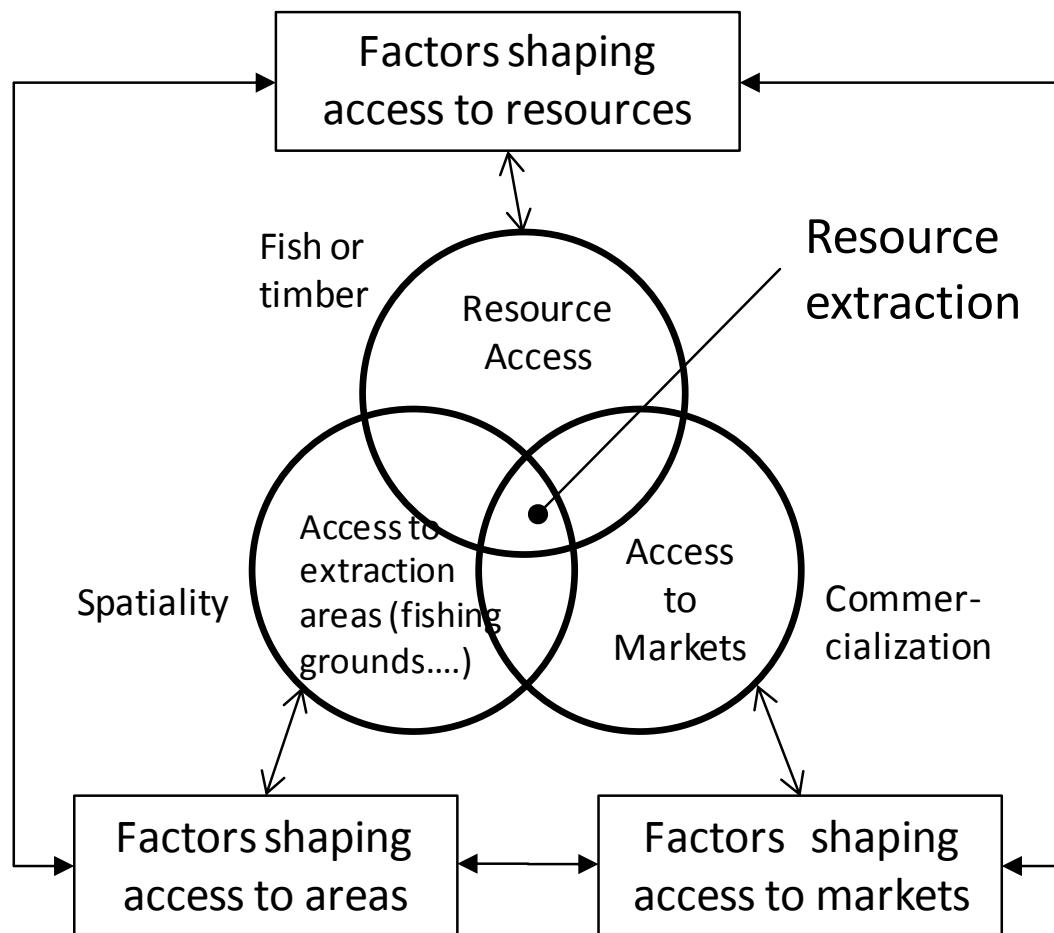 Factors shaping
access to resources
Fish or
timber
Resource
extraction
Resource
Access
Access to
extraction
areas (fishing
grounds....)
Access
to
Markets
Spatiality
Commer-
cialization
Factors shaping
access to areas
Factors shaping
access to markets